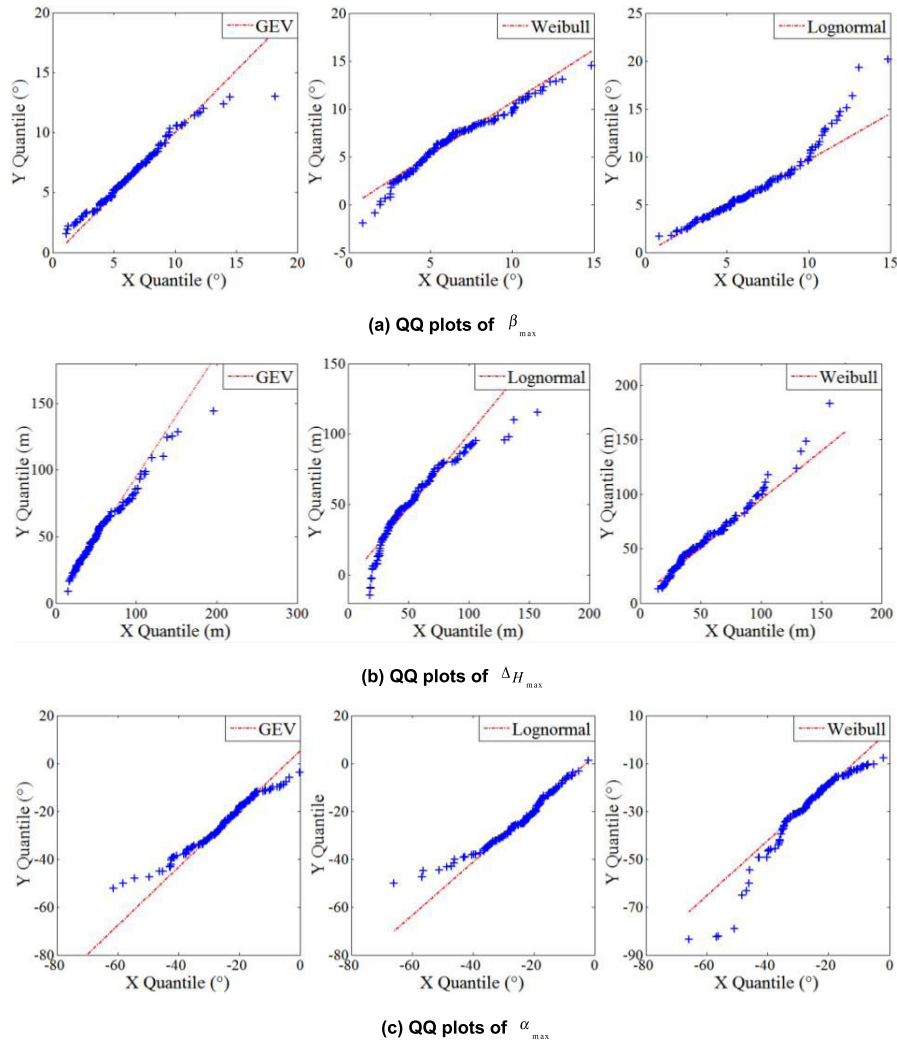 GEV
20
15
10
5
0
Y Quantile (°)
0 5 10 15 20
X Quantile (°)
Weibull
20
15
10
5
0
-5
Y Quantile (°)
0 5 10 15
X Quantile (°)
Lognormal
25
20
15
10
5
0
Y Quantile (°)
0 5 10 15
X Quantile (°)
(a) QQ plots of β max
GEV
150
100
50
0
Y Quantile (m)
0 100 200 300
X Quantile (m)
Lognormal
150
100
50
0
Y Quantile (m)
0 50 100 150 200
X Quantile (m)
Weibull
200
150
100
50
0
Y Quantile (m)
0 50 100 150 200
X Quantile (m)
(b) QQ plots of ΔH max
GEV
20
0
-20
-40
-60
-80
Y Quantile (°)
-80 -60 -40 -20 0
X Quantile (°)
Lognormal
20
0
-20
-40
-60
-80
Y Quantile
-80 -60 -40 -20 0
X Quantile (°)
Weibull
10
-10
-30
-50
-70
-90
Y Quantile (°)
-80 -60 -40 -20 0
X Quantile (°)
(c) QQ plots of α max